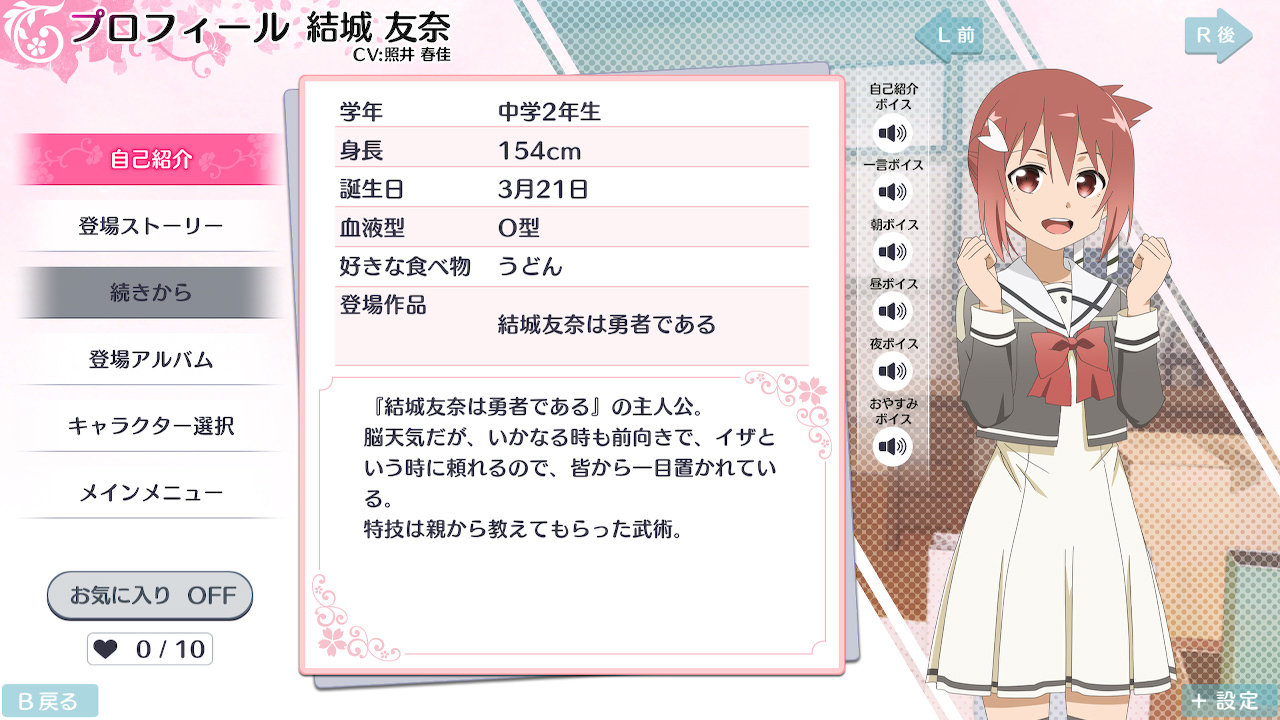 プロフィール 結城 友奈
CV:照井 春佳
L 前
R 後
自己紹介
登場ストーリー
続きから
登場アルバム
キャラクター選択
メインメニュー
お気に入り OFF
♥ 0 / 10
B 戻る
学年 中学2年生
身長 154cm
誕生日 3月21日
血液型 O型
好きな食べ物 うどん
登場作品
結城友奈は勇者である
『結城友奈は勇者である』の主人公。
脳天気だが、いかなる時も前向きで、イザと
いう時に頼れるので、皆から一目置かれてい
る。
特技は親から教えてもらった武術。
自己紹介
ボイス
一言ボイス
朝ボイス
昼ボイス
夜ボイス
おやすみ
ボイス
+ 設定